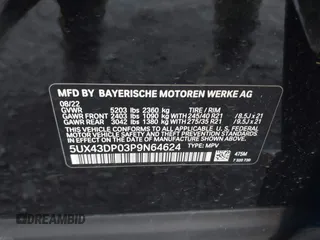 MFD BY BAYERISCHE MOTOREN WERKE AG
08/22
GVWR 5203 lbs 2360 kg TIRE / RIM
GAWR FRONT 2403 lbs 1090 kg WITH 245/40 R21 /8.5J x 21
GAWR REAR 3042 lbs 1380 kg WITH 275/35 R21 /9.5J x 21
THIS VEHICLE CONFORMS TO ALL APPLICABLE U.S. FEDERAL
MOTOR VEHICLE SAFETY STANDARDS
IN EFFECT ON THE DATE OF MANUFACTURE SHOWN ABOVE.
5UX43DP03P9N64624 TYPE: MPV
475M
DREAMBID